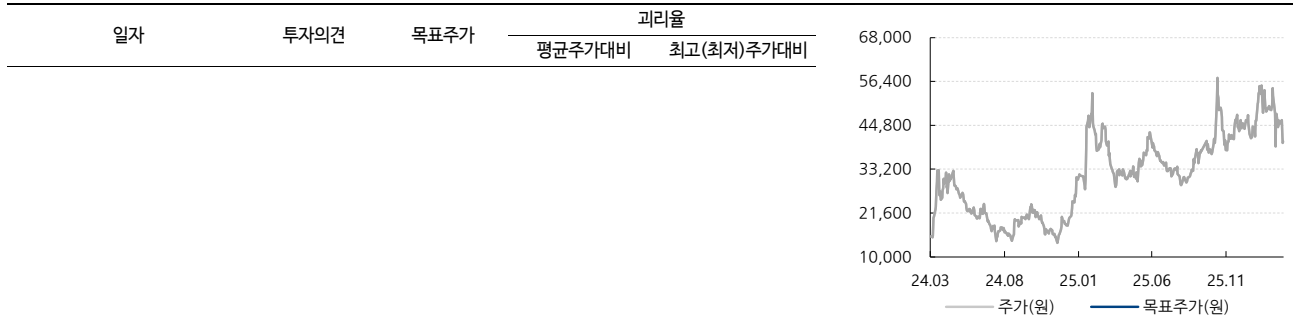 일자 투자의견 목표주가 괴리율
평균주가대비 최고(최저)주가대비
68,000
56,400
44,800
33,200
21,600
10,000
24.03 24.08 25.01 25.06 25.11
주가(원) 목표주가(원)